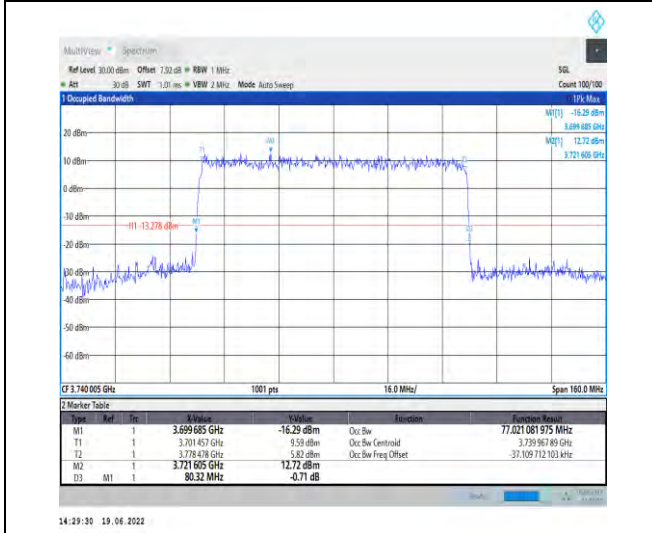 MultiView Spectrum
Ref Level 30.00 dBm Offset 7.92 dB RBW 1 MHz SGL
Att 30 dB SWT 1.01 ms VBW 2 MHz Mode Auto Sweep Count 100/100
1 Occupied Bandwidth 1Pk Max
M1[1] -16.29 dBm
3.699 685 GHz
20 dBm M2[1] 12.72 dBm
3.721 605 GHz
M2
T1
10 dBm
0 dBm
-10 dBm
H1 -13.278 dBm M1
-20 dBm
-30 dBm
-40 dBm
-50 dBm
-60 dBm
CF 3.740 005 GHz 1001 pts 16.0 MHz/ Span 160.0 MHz
2 Marker Table
Type Ref Trc X-Value Y-Value Function Function Result
M1 1 3.699 685 GHz -16.29 dBm Occ Bw 77.021 081 975 MHz
T1 1 3.701 457 GHz 9.59 dBm Occ Bw Centroid 3.739 967 89 GHz
T2 1 3.778 478 GHz 5.82 dBm Occ Bw Freq Offset -37.109 712 103 kHz
M2 1 3.721 605 GHz 12.72 dBm
D3 M1 1 80.32 MHz -0.71 dB
14:29:30 19.06.2022